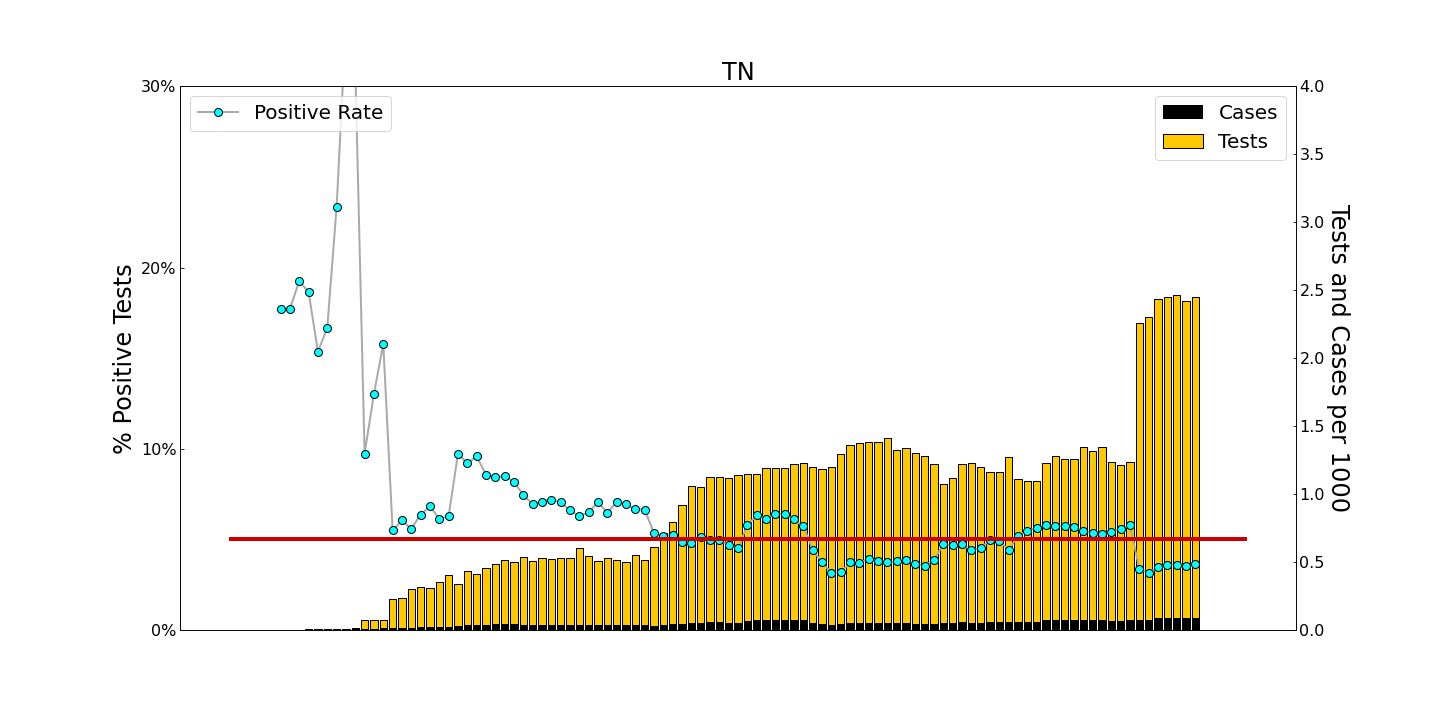 TN
30%
20%
10%
0%
% Positive Tests
Positive Rate
Cases
Tests
4.0
3.5
3.0
2.5
2.0
1.5
1.0
0.5
0.0
Tests and Cases per 1000